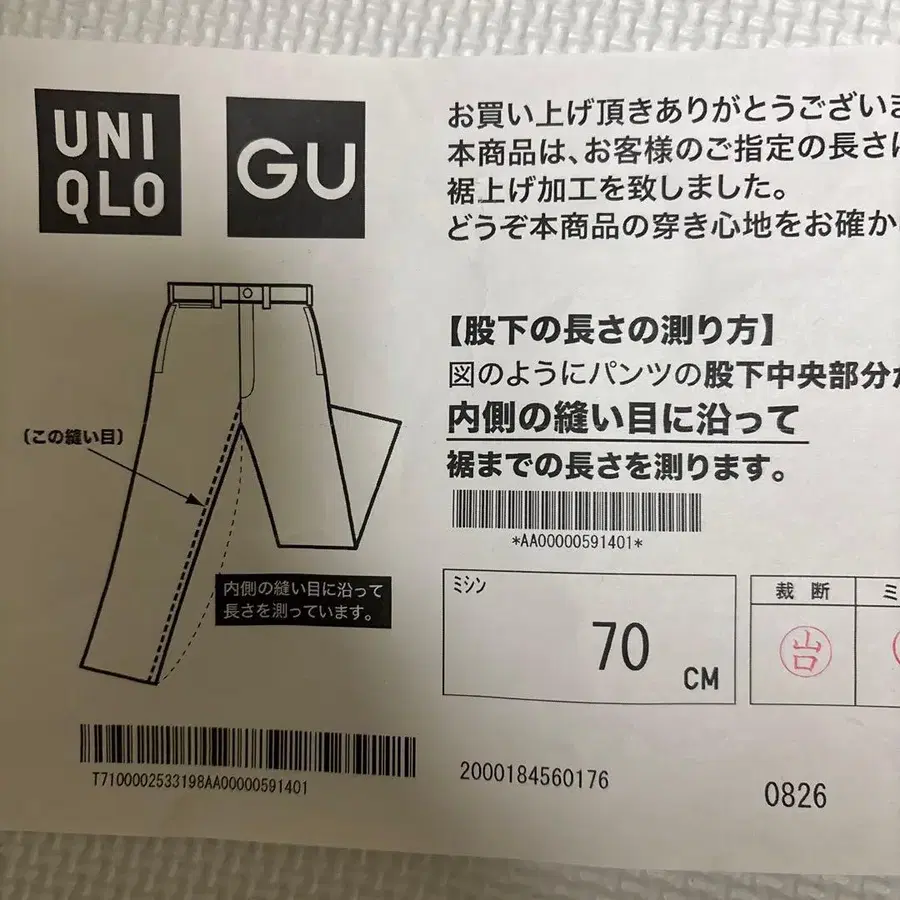 UNI
QLO
GU
お買い上げ頂きありがとうございま
本商品は、お客様のご指定の長さに
裾上げ加工を致しました。
どうぞ本商品の穿き心地をお確か
【股下の長さの測り方】
図のようにパンツの股下中央部分か
内側の縫い目に沿って
裾までの長さを測ります。
(この縫い目)
内側の縫い目に沿って
長さを測っています。
*AA00000591401*
ミシン
70
CM
裁 断
ミ
山口
T7100002533198AA00000591401
2000184560176
0826